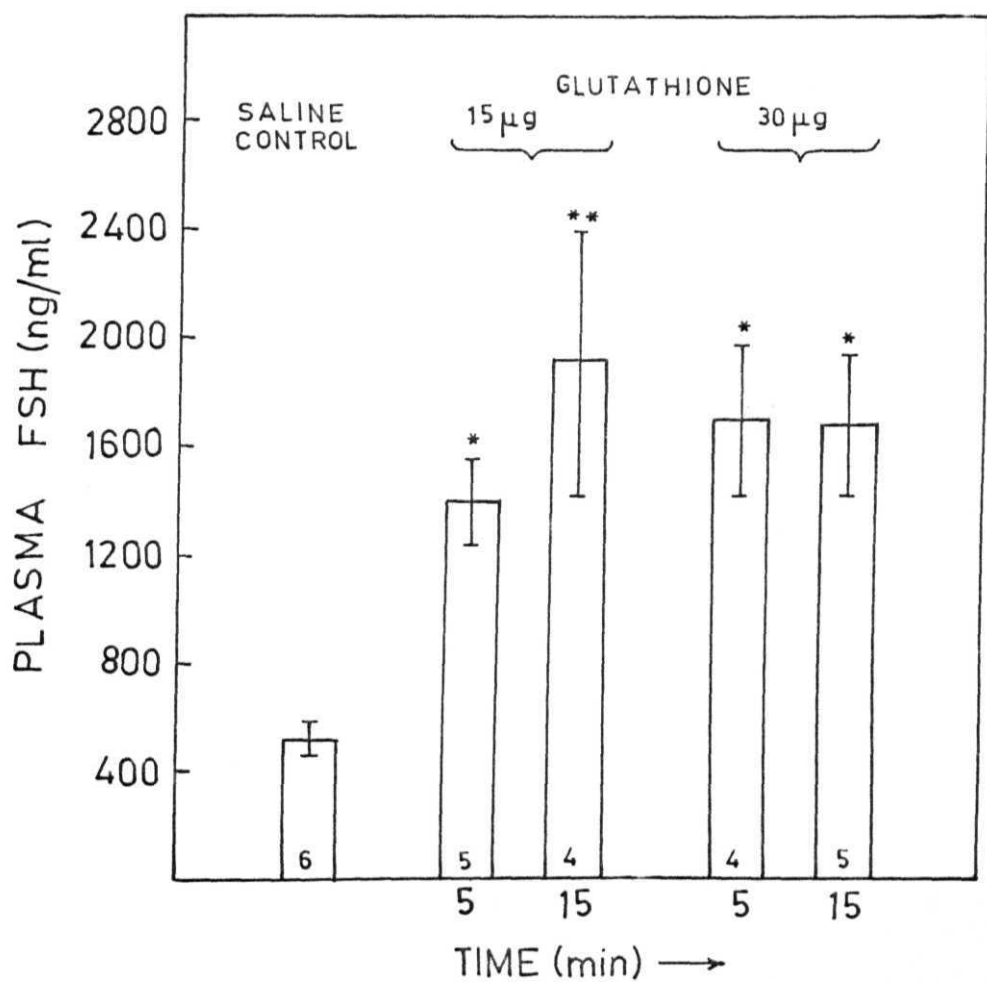 GLUTATHIONE
SALINE
CONTROL
15 µg
30 µg
PLASMA FSH (ng/ml)
2800
2400
2000
1600
1200
800
400
**
*
*
*
6
5
4
4
5
5
15
5
15
TIME (min) →